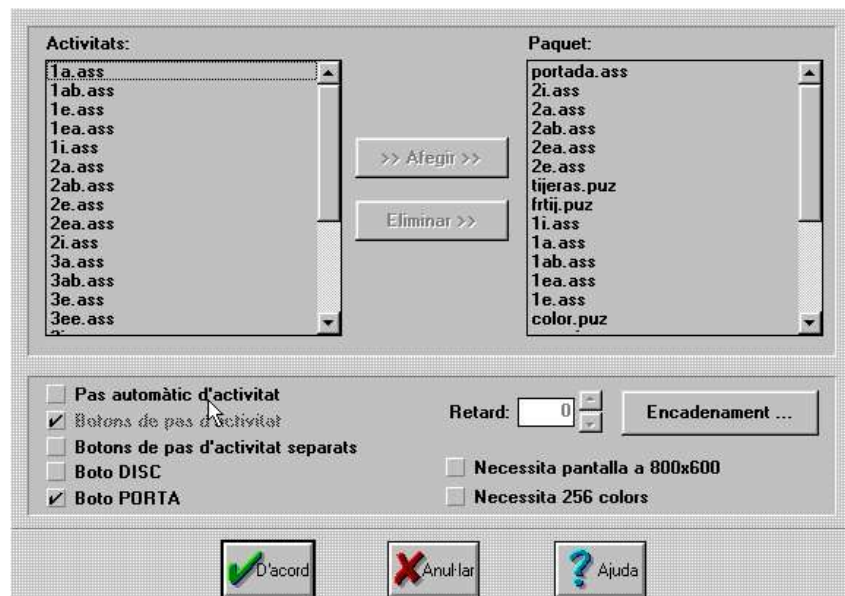 Activitats:
1a.ass
1ab.ass
1e.ass
1ea.ass
1i.ass
2a.ass
2ab.ass
2e.ass
2ea.ass
2i.ass
3a.ass
3ab.ass
3e.ass
3ee.ass
>> Afegir >>
Eliminar >>
Paquet:
portada.ass
2i.ass
2a.ass
2ab.ass
2ea.ass
2e.ass
tijeras.puz
frtij.puz
1i.ass
1a.ass
1ab.ass
1ea.ass
1e.ass
color.puz
Pas automàtic d'activitat
Botons de pas d'activitat
Botons de pas d'activitat separats
Boto DISC
Boto PORTA
Retard: 0
Encadenament ...
Necessita pantalla a 800x600
Necessita 256 colors
D'acord
Anul·lar
Ajuda